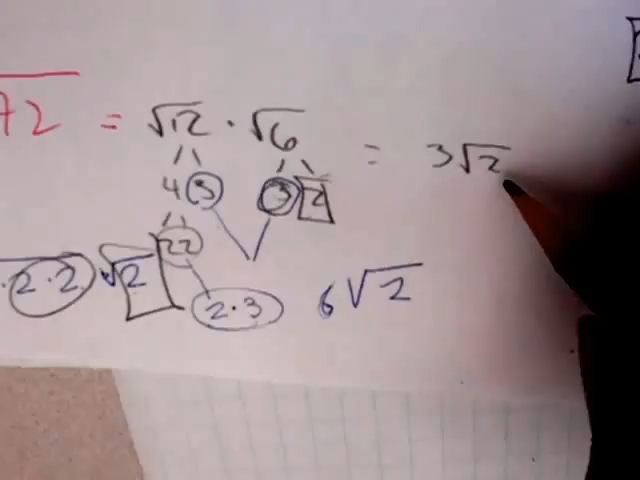 √72 = √12 · √6 = 3√2
4 3 3 2
2 2
· 2 · 2 √2
2 · 3 6√2